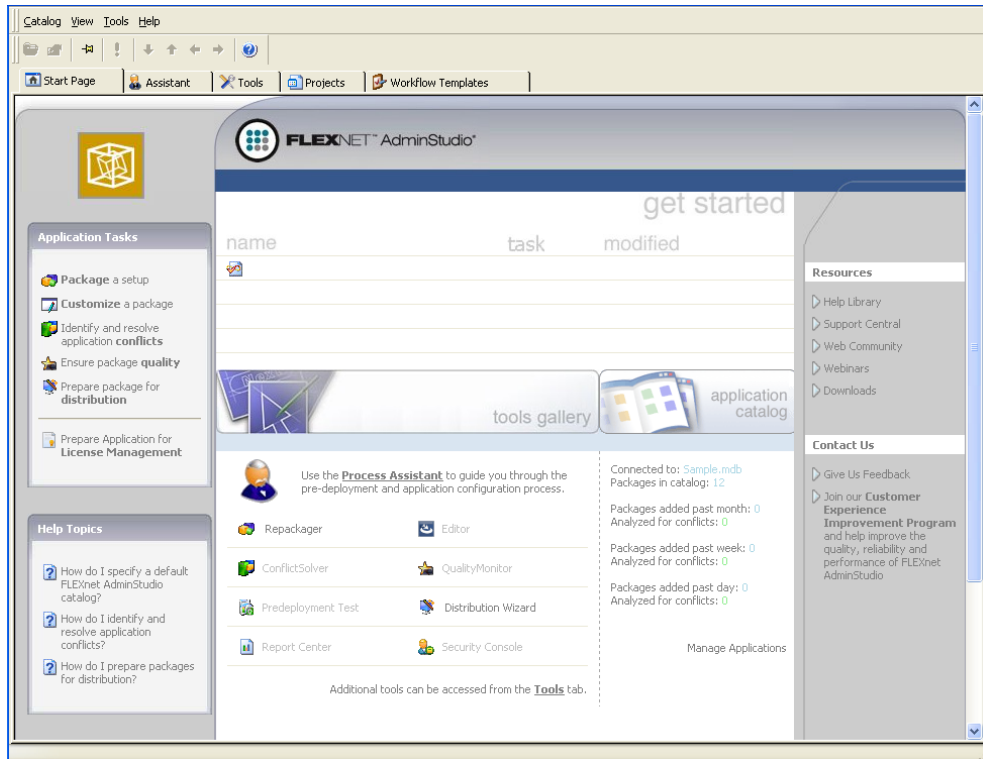 Catalog View Tools Help
Start Page Assistant Tools Projects Workflow Templates
FLEXNET™ AdminStudio®
get started
name task modified
Application Tasks
Package a setup
Customize a package
Identify and resolve
application conflicts
Ensure package quality
Prepare package for
distribution
Prepare Application for
License Management
Help Topics
How do I specify a default
FLEXnet AdminStudio
catalog?
How do I identify and
resolve application
conflicts?
How do I prepare packages
for distribution?
tools gallery
application
catalog
Use the Process Assistant to guide you through the
pre-deployment and application configuration process.
Repackager Editor
ConflictSolver QualityMonitor
Predeployment Test Distribution Wizard
Report Center Security Console
Additional tools can be accessed from the Tools tab.
Connected to: Sample.mdb
Packages in catalog: 12
Packages added past month: 0
Analyzed for conflicts: 0
Packages added past week: 0
Analyzed for conflicts: 0
Packages added past day: 0
Analyzed for conflicts: 0
Manage Applications
Resources
Help Library
Support Central
Web Community
Webinars
Downloads
Contact Us
Give Us Feedback
Join our Customer
Experience
Improvement Program
and help improve the
quality, reliability and
performance of FLEXnet
AdminStudio